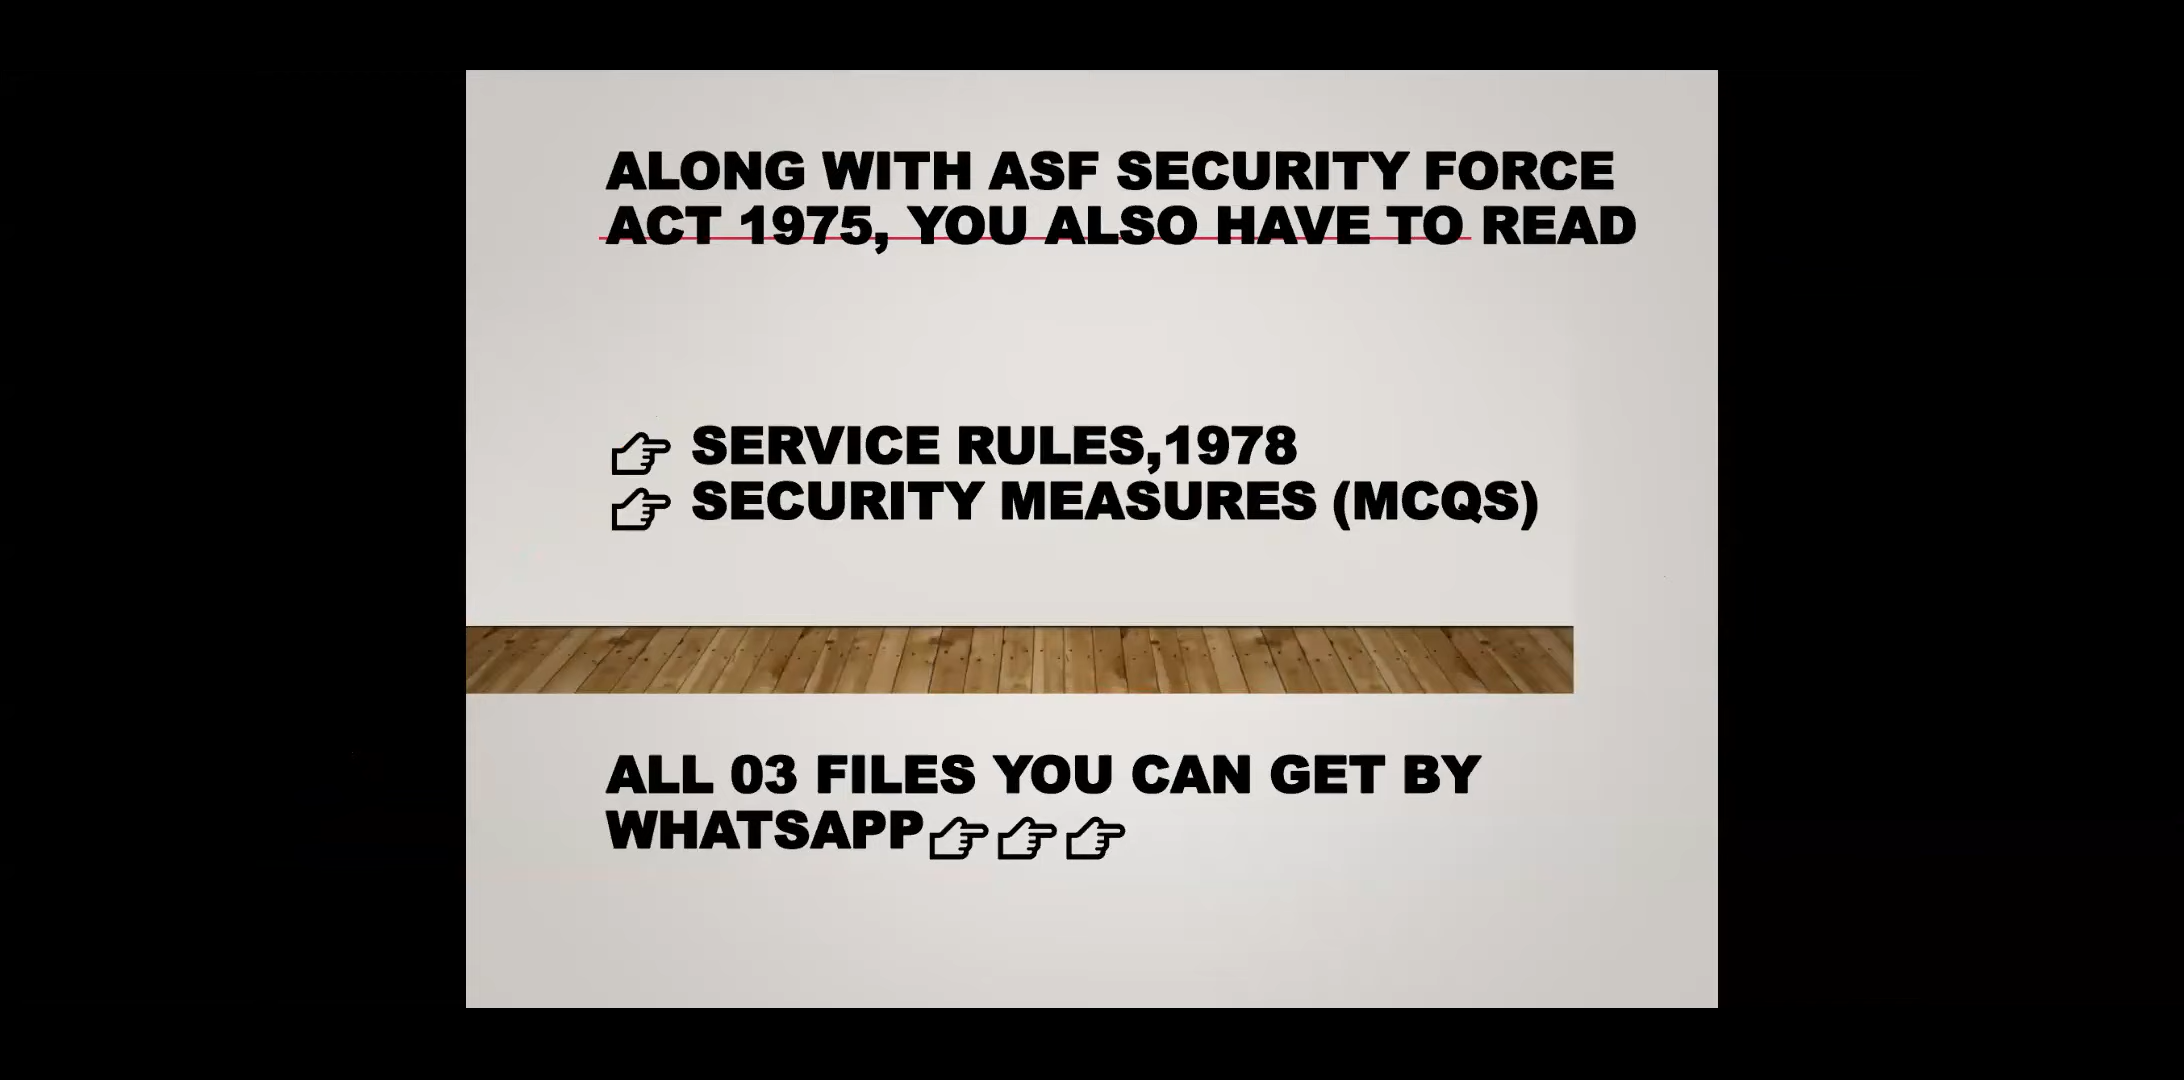 ALONG WITH ASF SECURITY FORCE
ACT 1975, YOU ALSO HAVE TO READ
👉 SERVICE RULES,1978
👉 SECURITY MEASURES (MCQS)
ALL 03 FILES YOU CAN GET BY
WHATSAPP👉👉👉